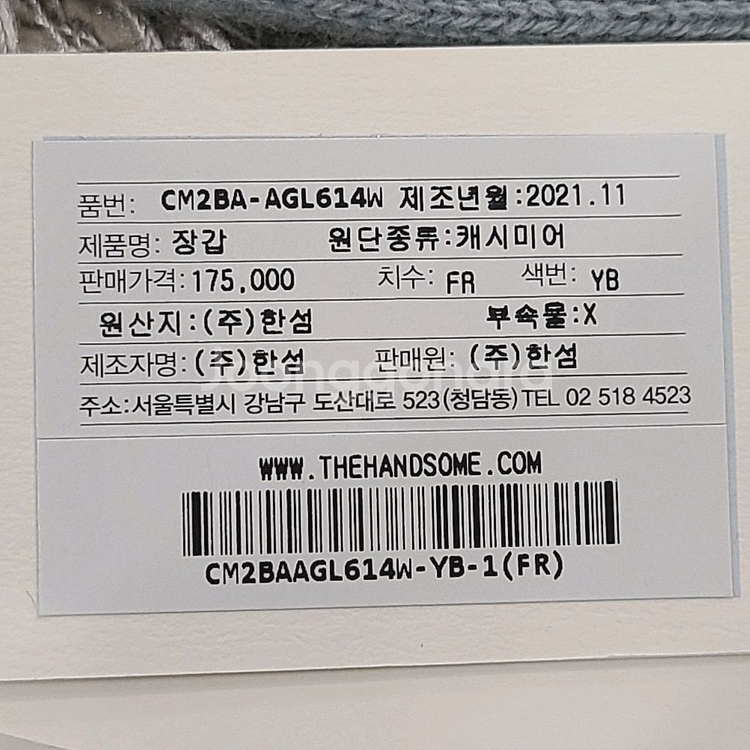 품번: CM2BA-AGL614W 제조년월:2021.11
제품명: 장갑 원단종류:캐시미어
판매가격:175,000 치수: FR 색번: YB
원산지:(주)한섬 부속물:X
제조자명:(주)한섬 판매원: (주)한섬
joongonara
주소:서울특별시 강남구 도산대로 523(청담동)TEL 02 518 4523
WWW.THEHANDSOME.COM
CM2BAAGL614W-YB-1(FR)